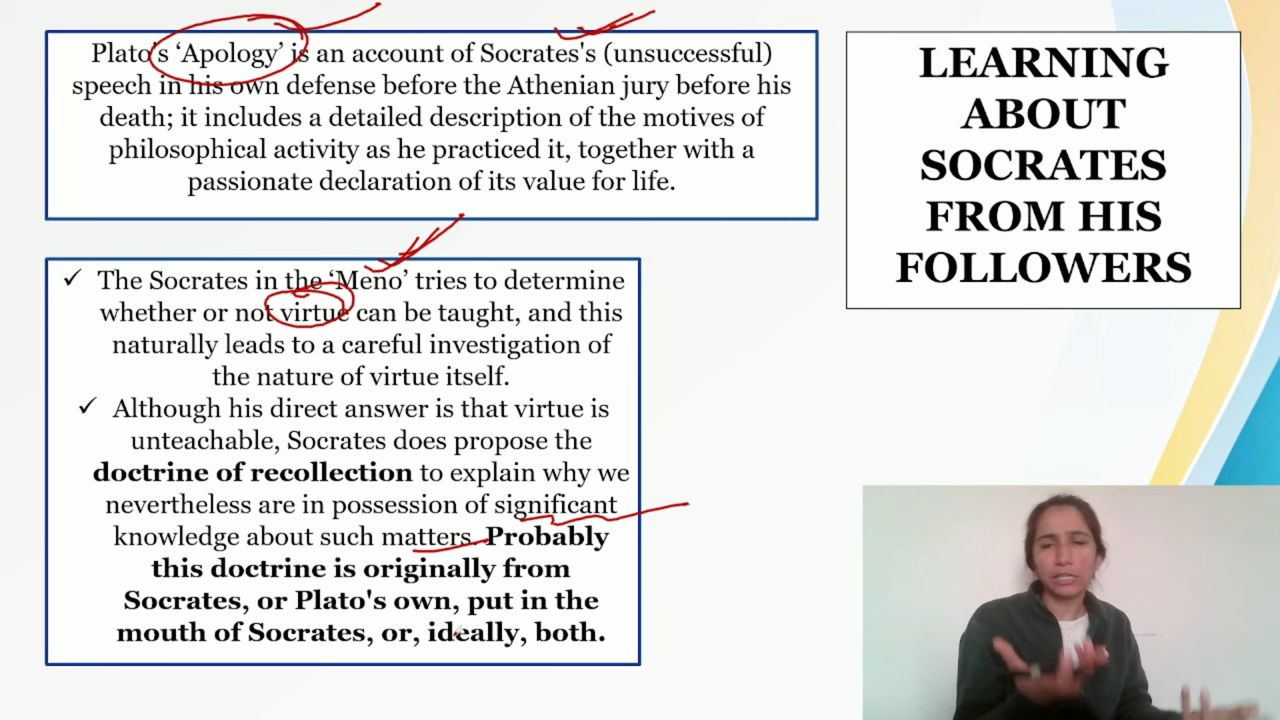 Plato's ‘Apology’ is an account of Socrates's (unsuccessful)
speech in his own defense before the Athenian jury before his
death; it includes a detailed description of the motives of
philosophical activity as he practiced it, together with a
passionate declaration of its value for life.
✓ The Socrates in the ‘Meno’ tries to determine
whether or not virtue can be taught, and this
naturally leads to a careful investigation of
the nature of virtue itself.
✓ Although his direct answer is that virtue is
unteachable, Socrates does propose the
doctrine of recollection to explain why we
nevertheless are in possession of significant
knowledge about such matters. Probably
this doctrine is originally from
Socrates, or Plato's own, put in the
mouth of Socrates, or, ideally, both.
LEARNING
ABOUT
SOCRATES
FROM HIS
FOLLOWERS